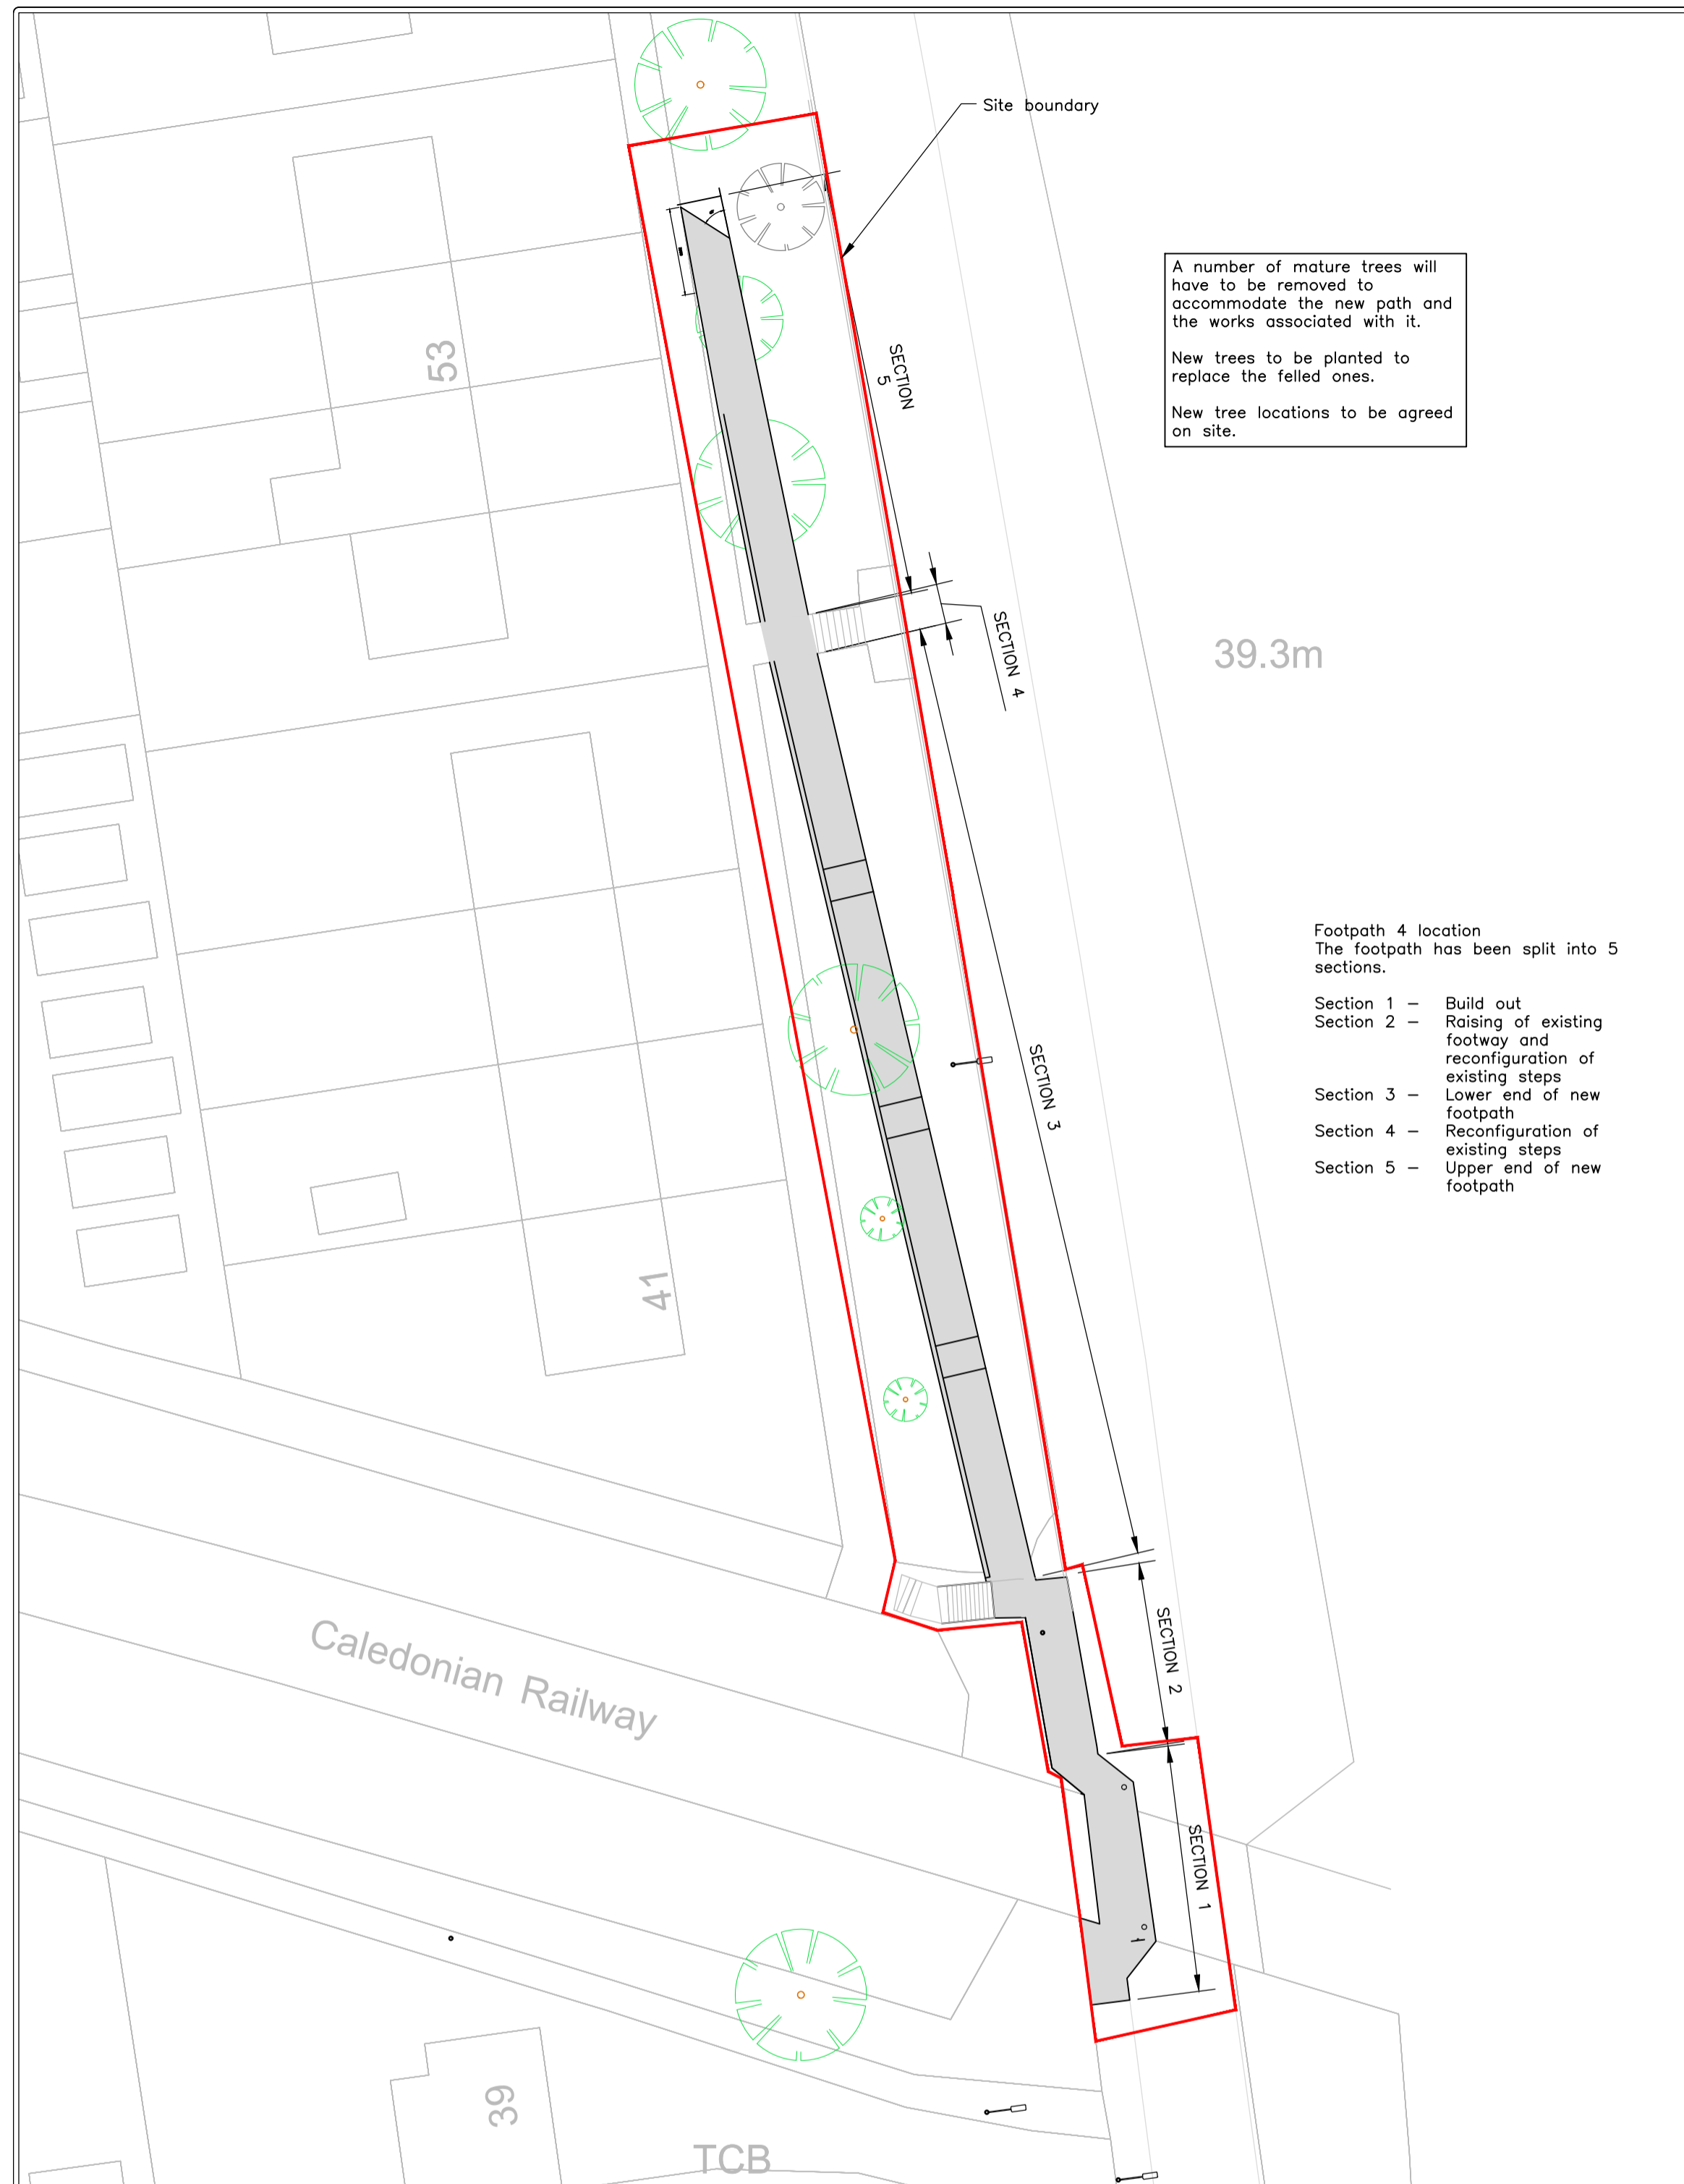 Site boundary
A number of mature trees will
have to be removed to
accommodate the new path and
the works associated with it.
New trees to be planted to
replace the felled ones.
New tree locations to be agreed
on site.
53
SECTION
5
SECTION 4
39.3m
Footpath 4 location
The footpath has been split into 5
sections.
Section 1 – Build out
Section 2 – Raising of existing
footway and
reconfiguration of
existing steps
Section 3 – Lower end of new
footpath
Section 4 – Reconfiguration of
existing steps
Section 5 – Upper end of new
footpath
SECTION 3
41
Caledonian Railway
SECTION 2
SECTION 1
39
TCB